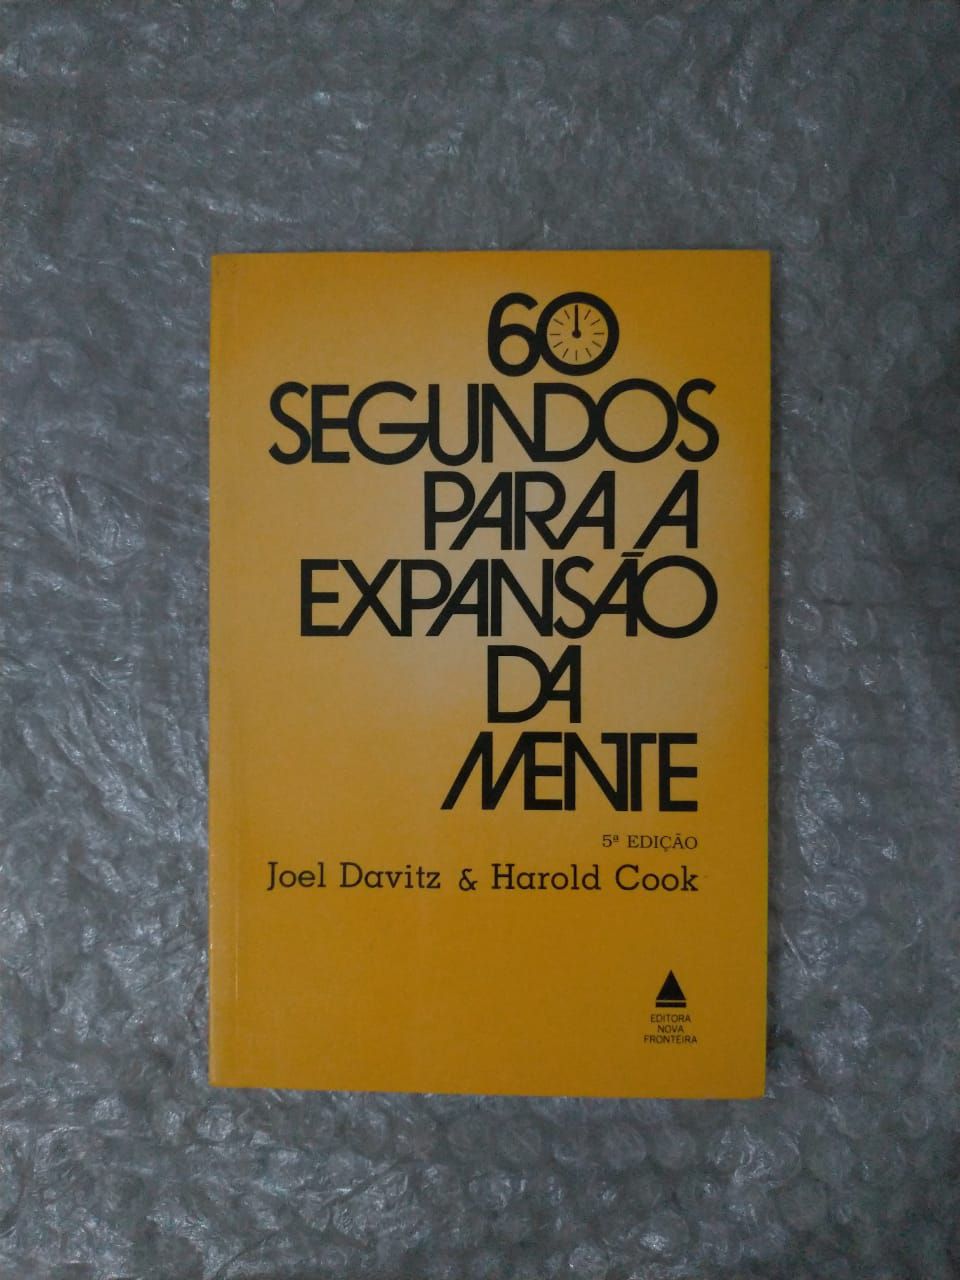 60
SEGUNDOS
PARA A
EXPANSÃO
DA
MENTE
5ª EDIÇÃO
Joel Davitz & Harold Cook
EDITORA
NOVA
FRONTEIRA